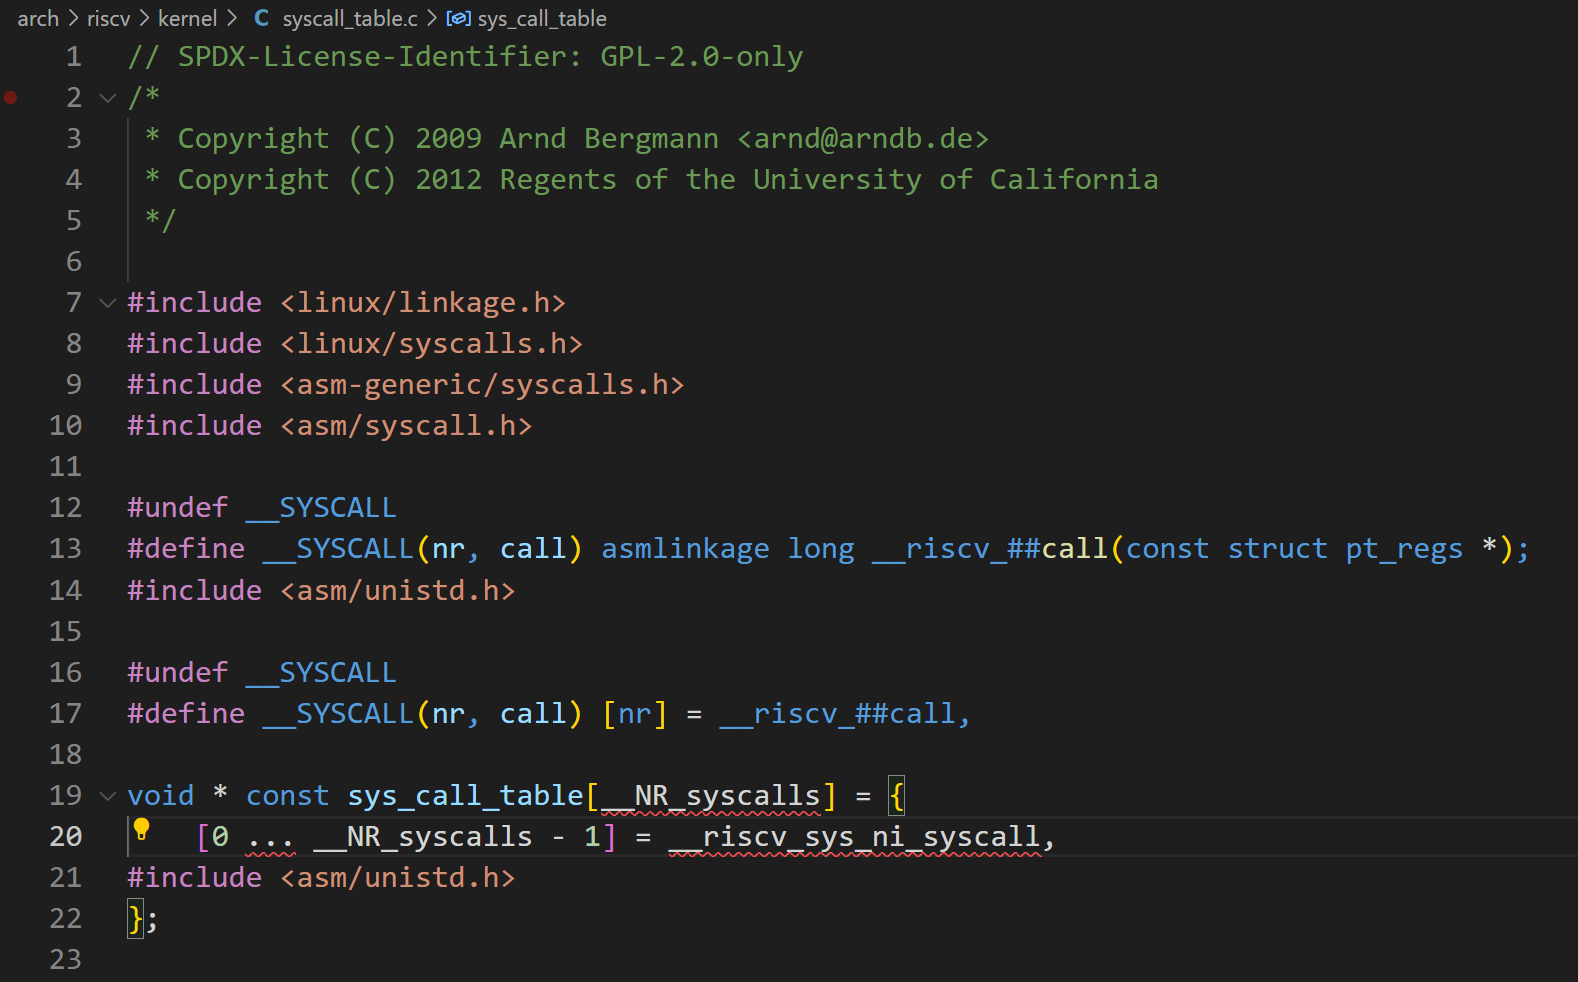 arch > riscv > kernel > C syscall_table.c > sys_call_table
1 // SPDX-License-Identifier: GPL-2.0-only
2 /*
3  * Copyright (C) 2009 Arnd Bergmann <arnd@arndb.de>
4  * Copyright (C) 2012 Regents of the University of California
5  */
6
7 #include <linux/linkage.h>
8 #include <linux/syscalls.h>
9 #include <asm-generic/syscalls.h>
10 #include <asm/syscall.h>
11
12 #undef __SYSCALL
13 #define __SYSCALL(nr, call) asmlinkage long __riscv_##call(const struct pt_regs *);
14 #include <asm/unistd.h>
15
16 #undef __SYSCALL
17 #define __SYSCALL(nr, call) [nr] = __riscv_##call,
18
19 void * const sys_call_table[__NR_syscalls] = {
20     [0 ... __NR_syscalls - 1] = __riscv_sys_ni_syscall,
21 #include <asm/unistd.h>
22 };
23